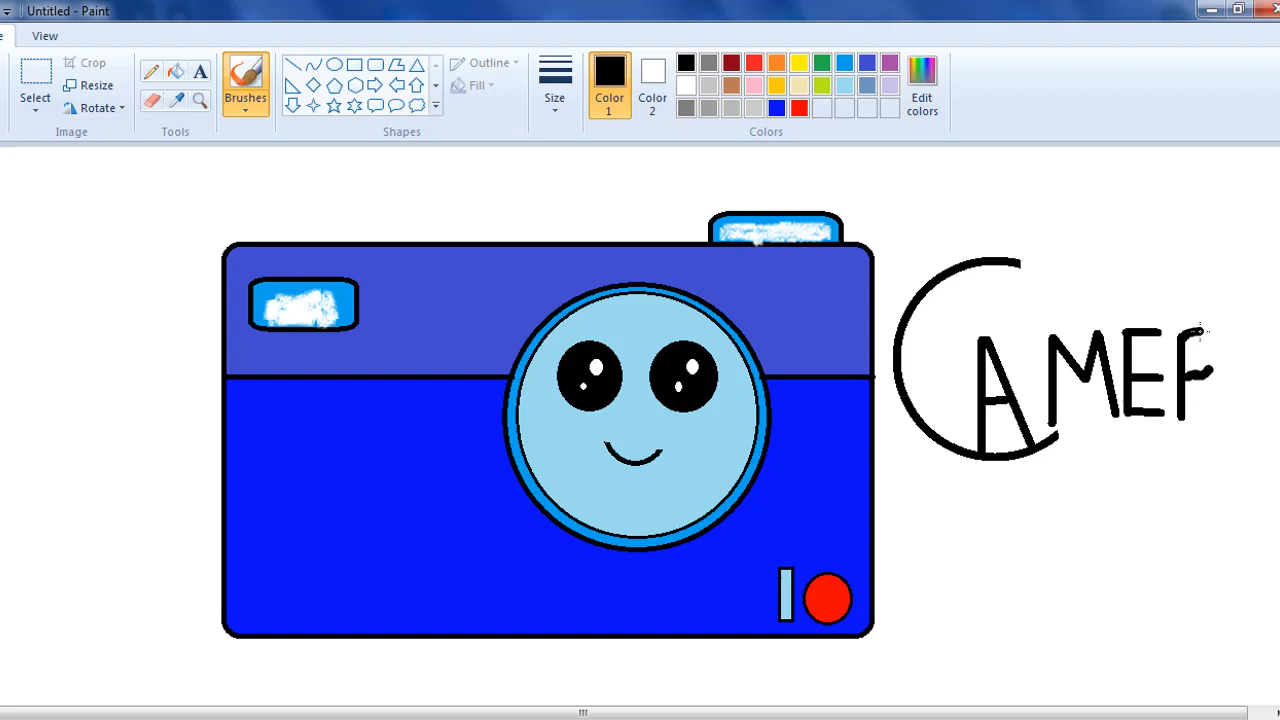 Untitled - Paint
View
Select
Crop
Resize
Rotate
Image
A
Tools
Brushes
Shapes
Outline
Fill
Size
Color 1
Color 2
Colors
Edit colors
CAMEF